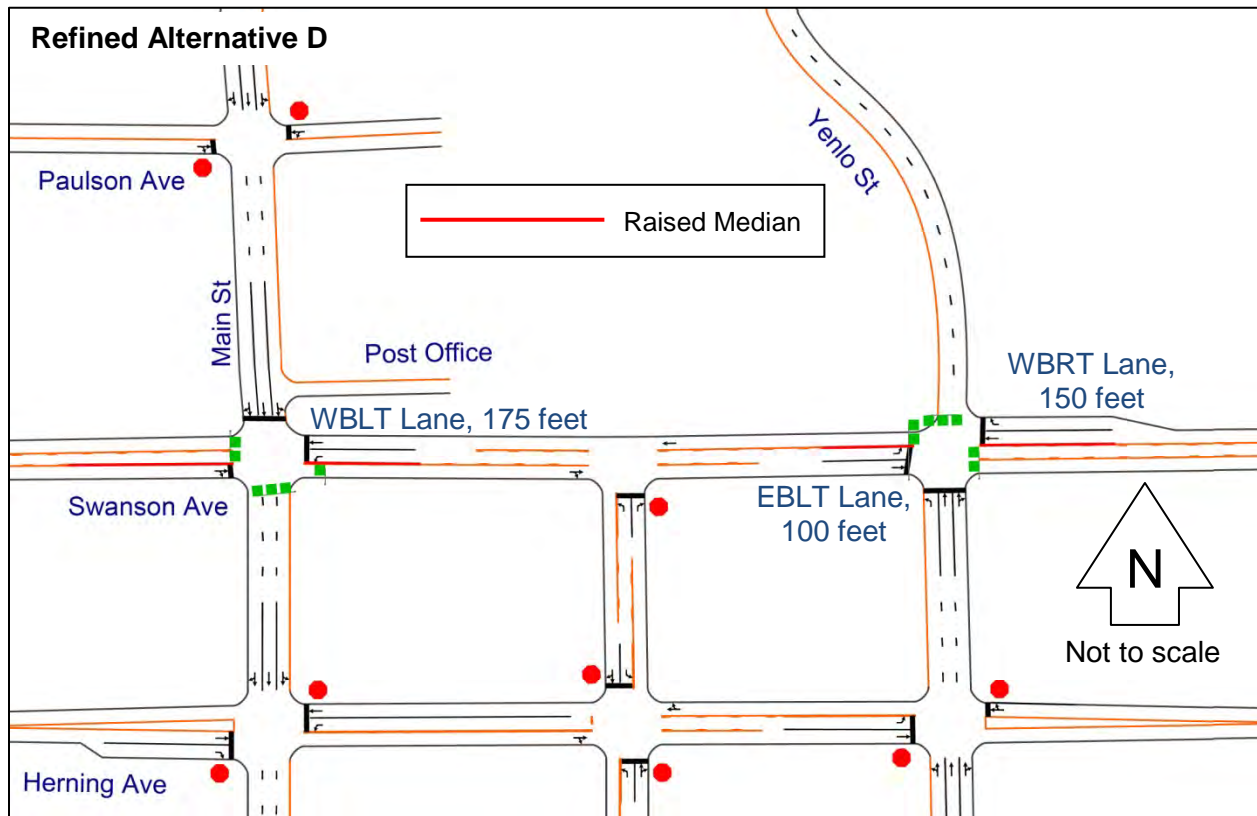 Refined Alternative D
Yenlo St
Paulson Ave
Raised Median
Main St
Post Office
WBRT Lane,
150 feet
WBLT Lane, 175 feet
Swanson Ave
EBLT Lane,
100 feet
N
Not to scale
Herning Ave